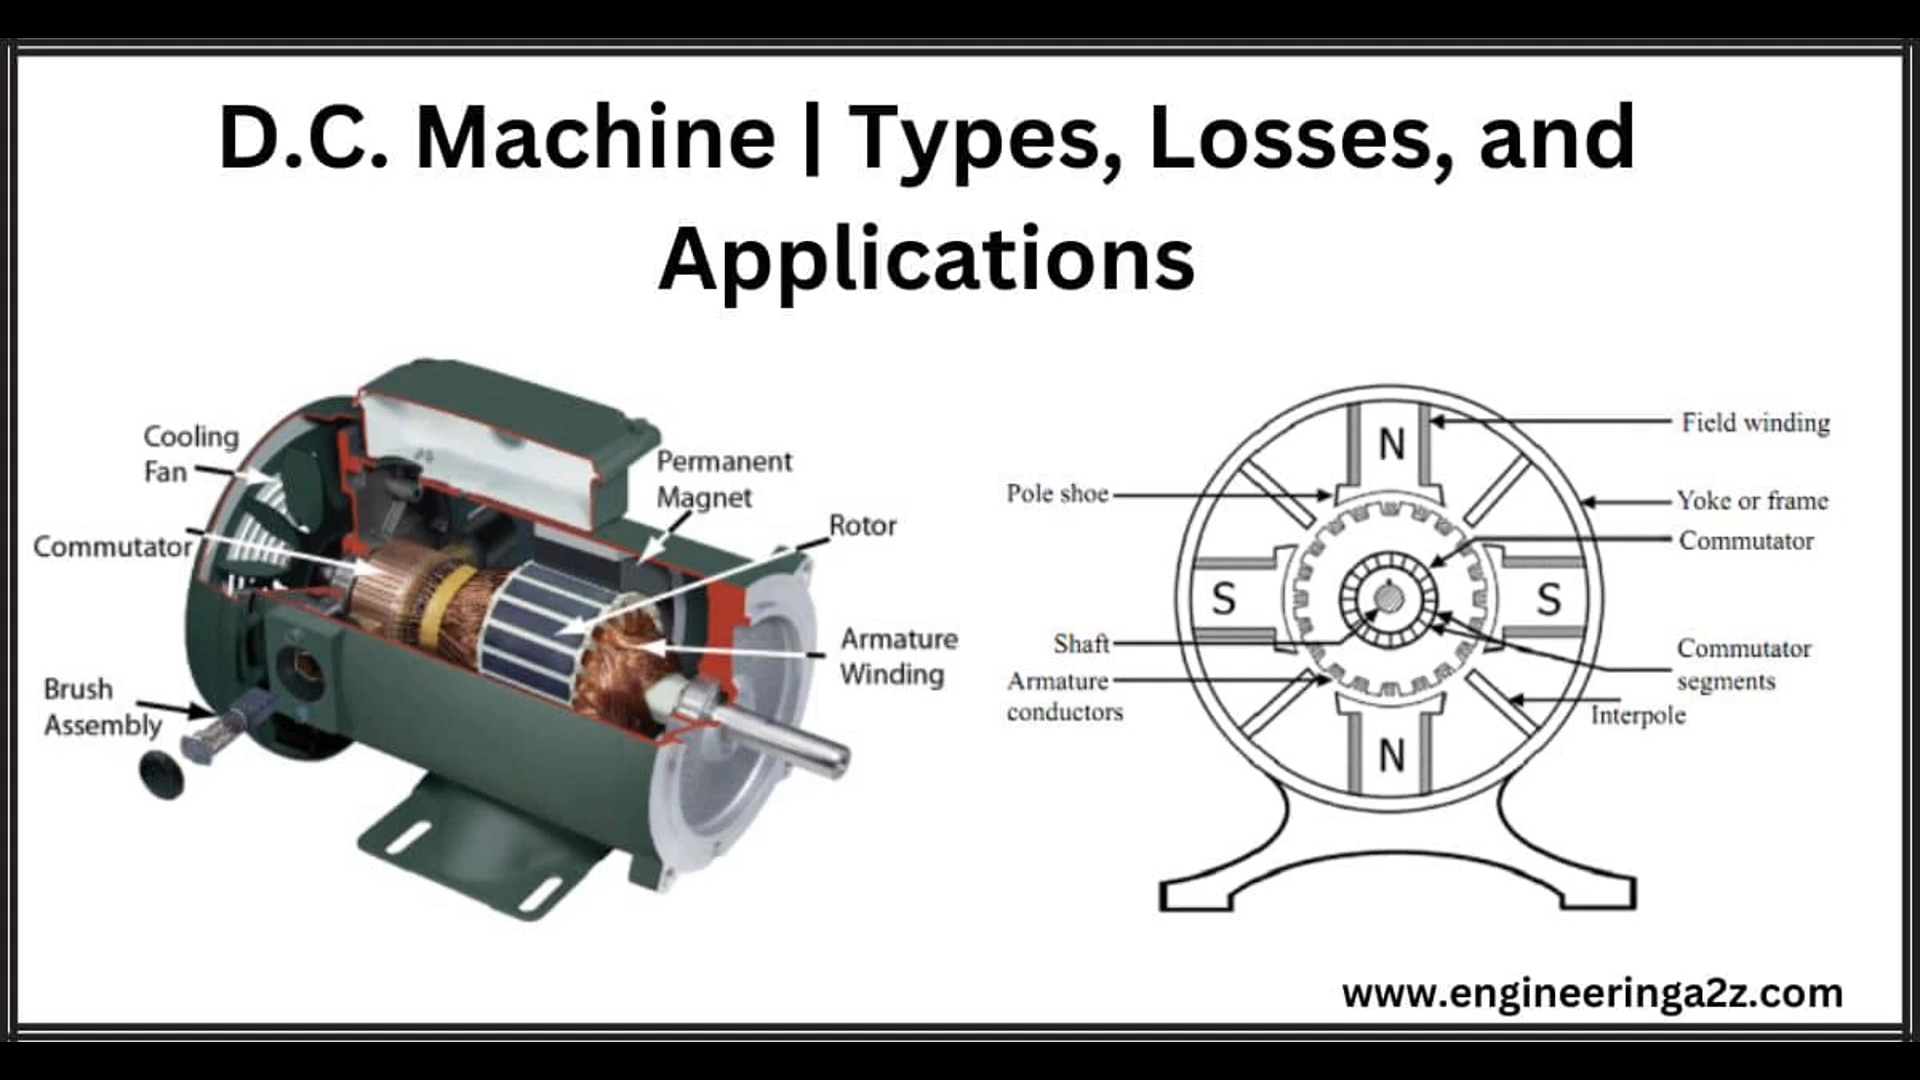 D.C. Machine | Types, Losses, and
Applications
Cooling
Fan
Commutator
Brush
Assembly
Permanent
Magnet
Rotor
Armature
Winding
Pole shoe
Shaft
Armature
conductors
N
S
S
N
Field winding
Yoke or frame
Commutator
Commutator
segments
Interpole
www.engineeringa2z.com